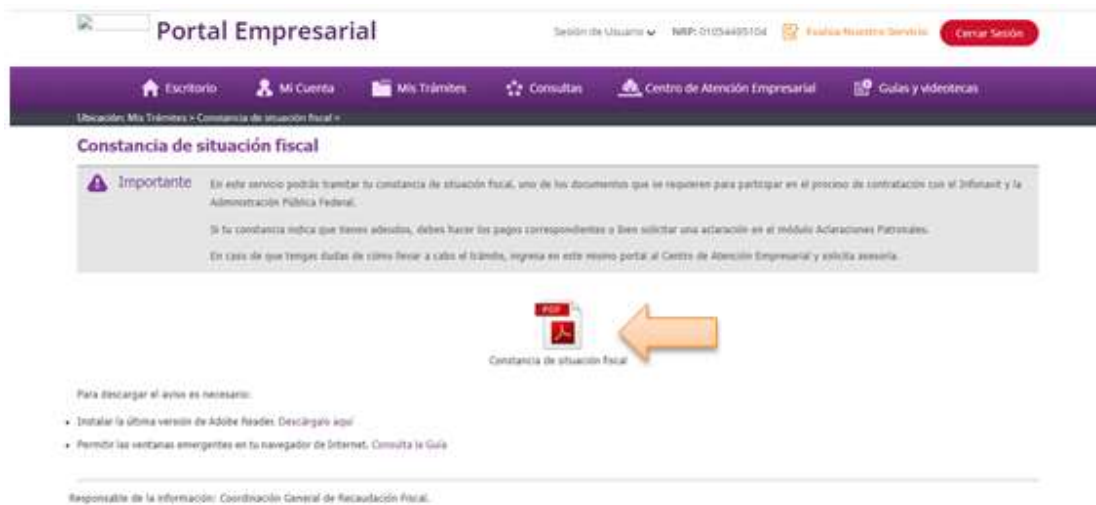 Portal Empresarial
Sesión de Usuario NRP: 01054495104 Evalúa Nuestro Servicio Cerrar Sesión
Escritorio Mi Cuenta Mis Trámites Consultas Centro de Atención Empresarial Guías y videotecas
Ubicación: Mis Trámites > Constancia de situación fiscal >
Constancia de situación fiscal
Importante En este servicio podrás tramitar tu constancia de situación fiscal, uno de los documentos que se requieren para participar en el proceso de contratación con el Infonavit y la
Administración Pública Federal.
Si tu constancia indica que tienes adeudos, debes hacer los pagos correspondientes o bien solicitar una aclaración en el módulo Aclaraciones Patronales.
En caso de que tengas dudas de cómo llevar a cabo el trámite, ingresa en este mismo portal al Centro de Atención Empresarial y solicita asesoría.
PDF
Constancia de situación fiscal
Para descargar el aviso es necesario:
• Instalar la última versión de Adobe Reader. Descárgalo aquí
• Permitir las ventanas emergentes en tu navegador de Internet. Consulta la Guía
Responsable de la información: Coordinación General de Recaudación Fiscal.